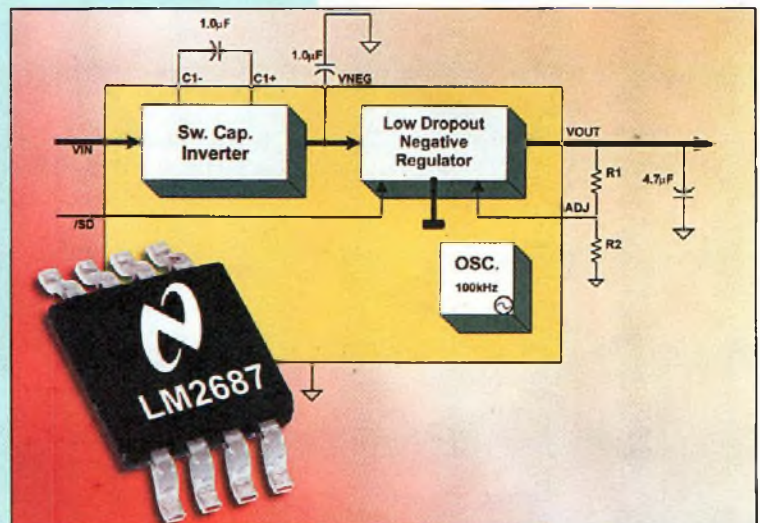 1.0µF
1.0µF
C1-
C1+
VNEG
Sw. Cap.
Inverter
Low Dropout
Negative
Regulator
VOUT
VIN
R1
4.7µF
/SD
ADJ
R2
OSC.
100kHz
LM2687